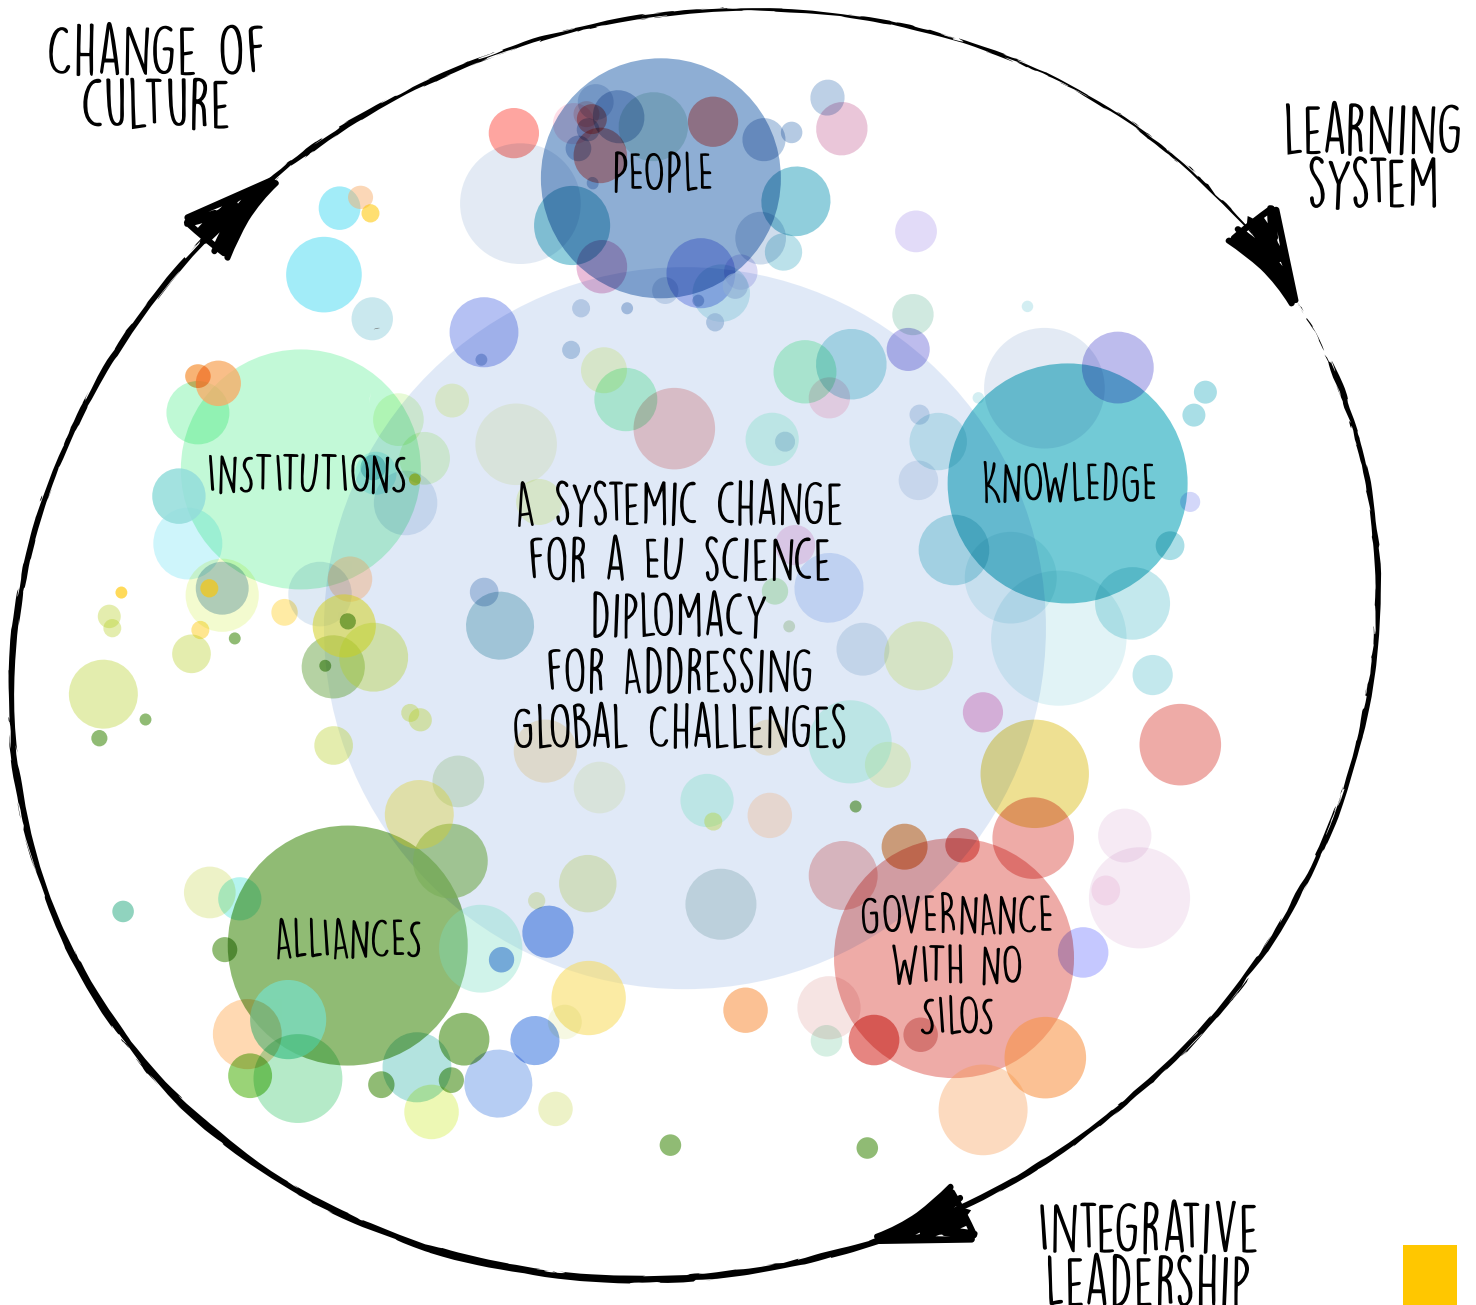 CHANGE OF
CULTURE
LEARNING
SYSTEM
PEOPLE
INSTITUTIONS
KNOWLEDGE
A SYSTEMIC CHANGE
FOR A EU SCIENCE
DIPLOMACY
FOR ADDRESSING
GLOBAL CHALLENGES
ALLIANCES
GOVERNANCE
WITH NO
SILOS
INTEGRATIVE
LEADERSHIP